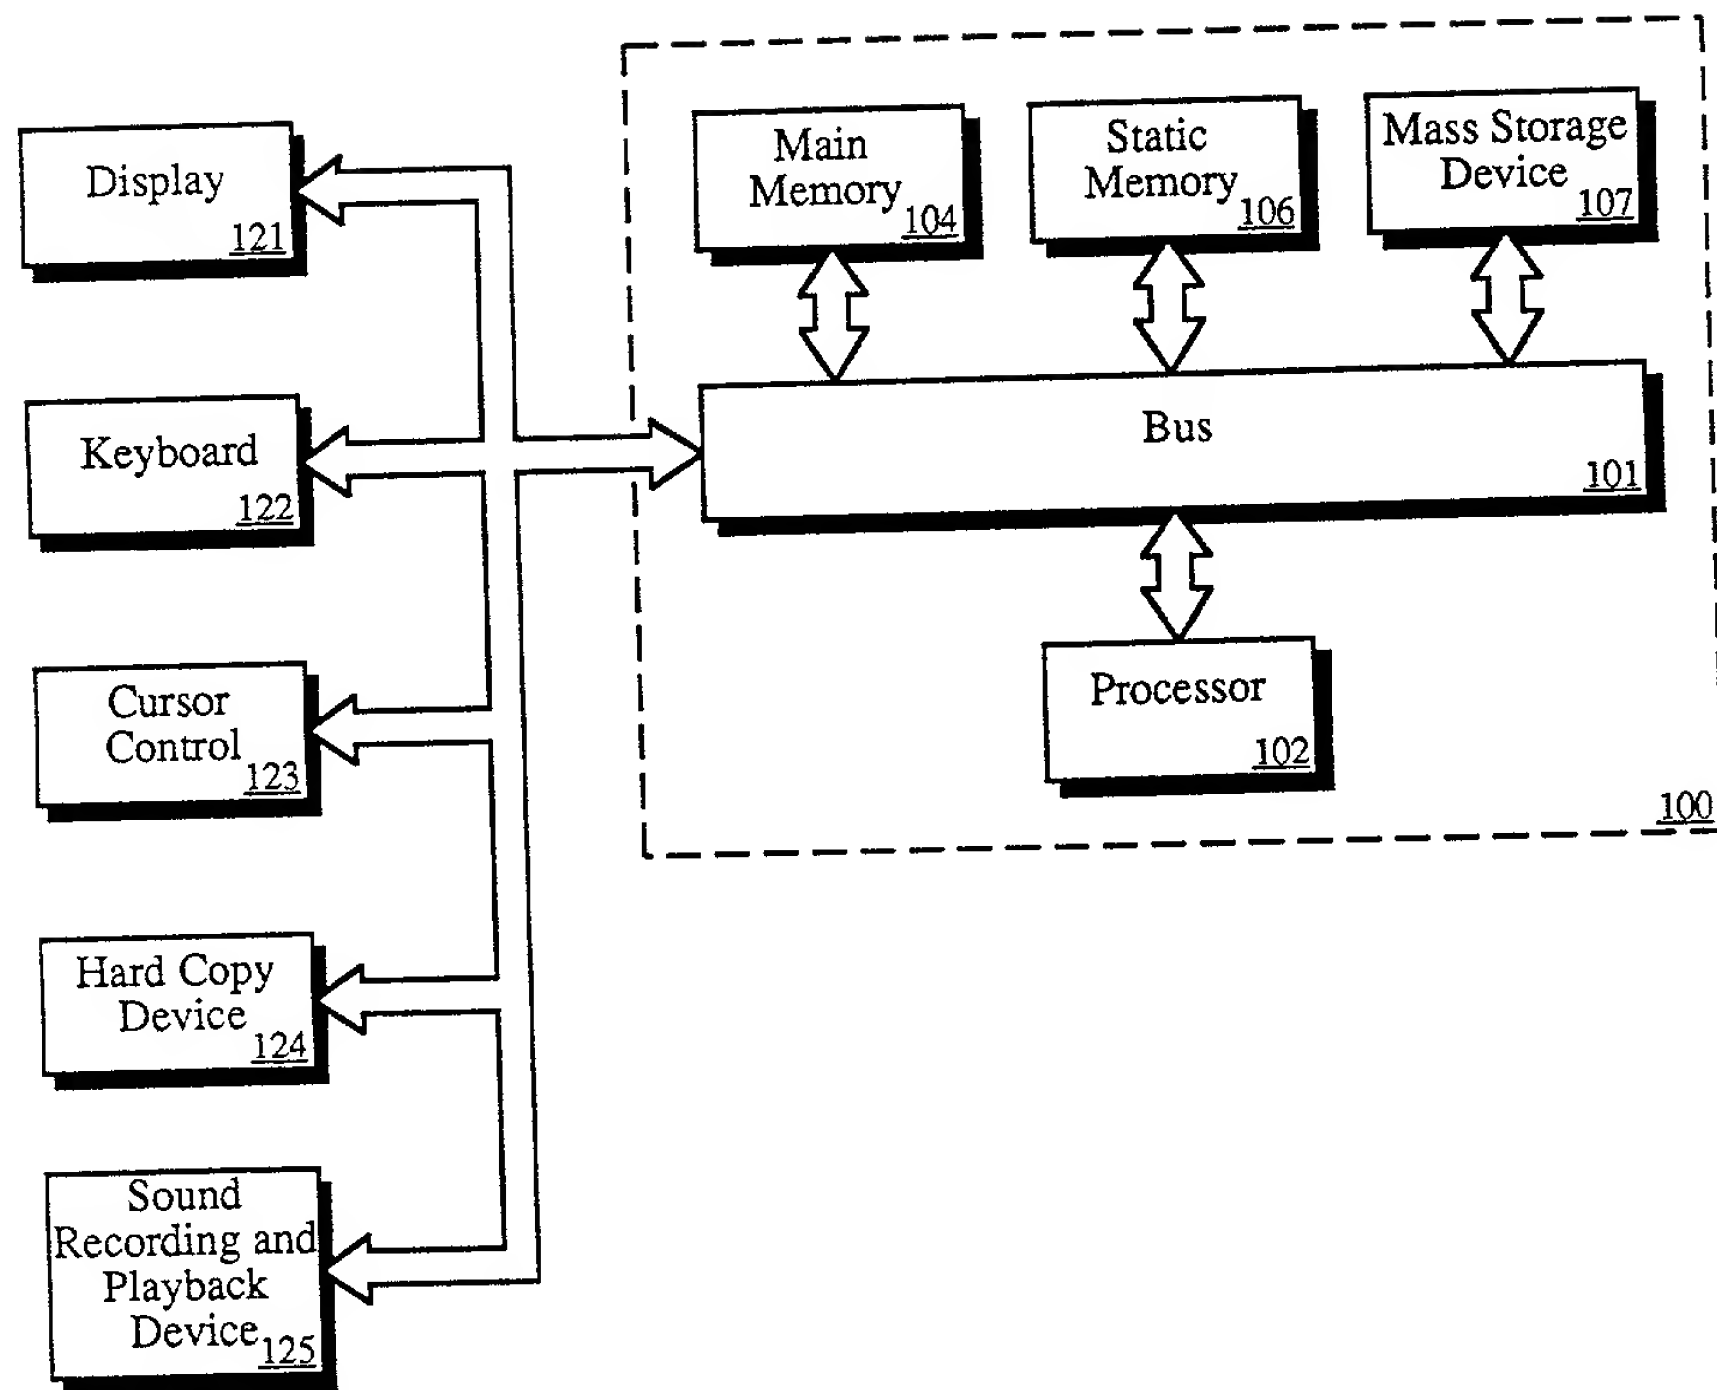 Display
121
Keyboard
122
Cursor
Control
123
Hard Copy
Device
124
Sound
Recording and
Playback
Device
125
Main
Memory
104
Static
Memory
106
Mass Storage
Device
107
Bus
101
Processor
102
100